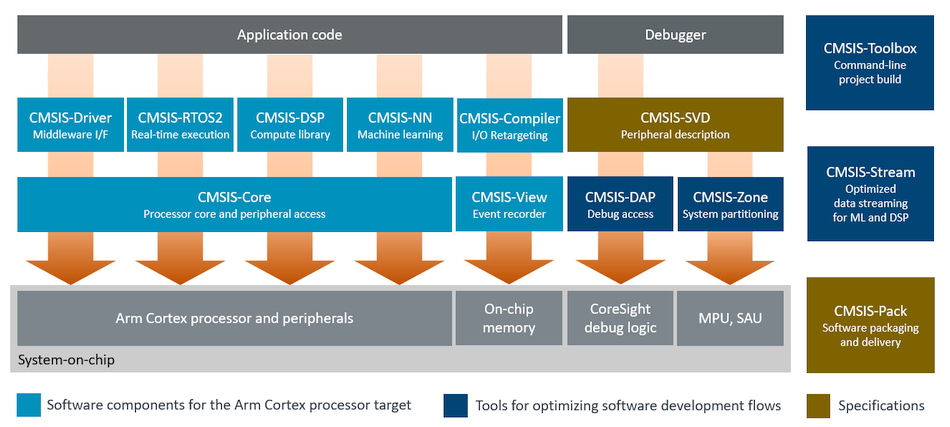 Application code
Debugger
CMSIS-Toolbox
Command-line
project build
CMSIS-Driver
Middleware I/F
CMSIS-RTOS2
Real-time execution
CMSIS-DSP
Compute library
CMSIS-NN
Machine learning
CMSIS-Compiler
I/O Retargeting
CMSIS-SVD
Peripheral description
CMSIS-Core
Processor core and peripheral access
CMSIS-View
Event recorder
CMSIS-DAP
Debug access
CMSIS-Zone
System partitioning
CMSIS-Stream
Optimized
data streaming
for ML and DSP
Arm Cortex processor and peripherals
On-chip
memory
CoreSight
debug logic
MPU, SAU
System-on-chip
CMSIS-Pack
Software packaging
and delivery
Software components for the Arm Cortex processor target
Tools for optimizing software development flows
Specifications